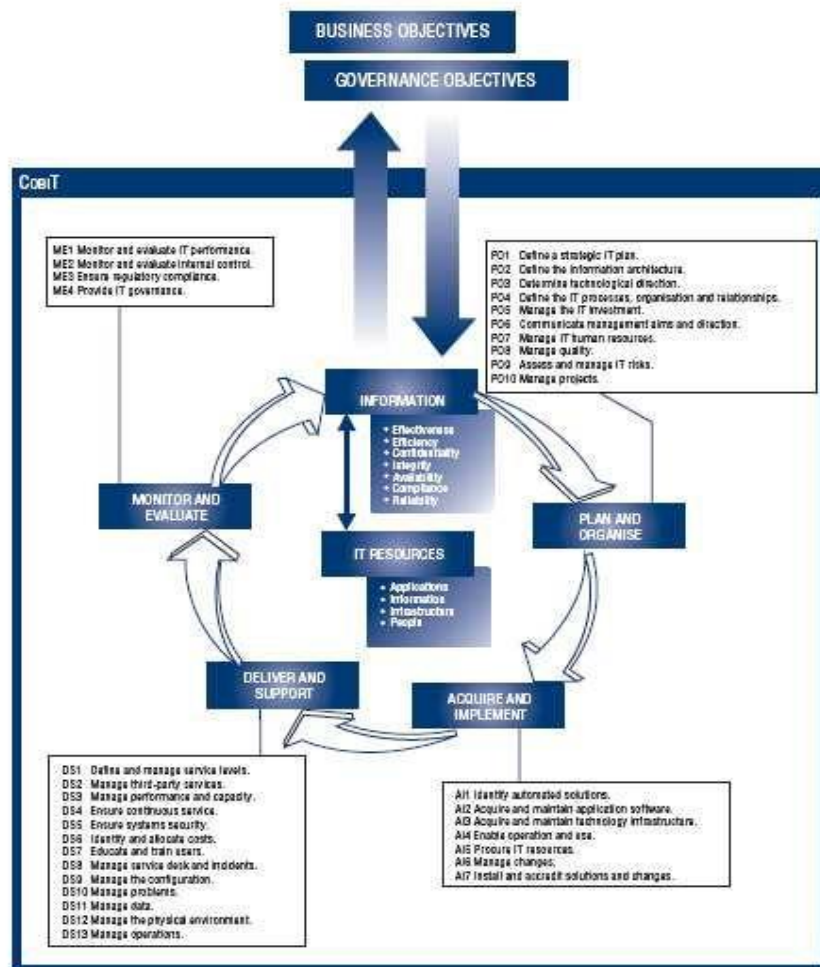 BUSINESS OBJECTIVES
GOVERNANCE OBJECTIVES
COBIT
ME1 Monitor and evaluate IT performance.
ME2 Monitor and evaluate internal control.
ME3 Ensure regulatory compliance.
ME4 Provide IT governance.
PO1 Define a strategic IT plan.
PO2 Define the information architecture.
PO3 Determine technological direction.
PO4 Define the IT processes, organisation and relationships.
PO5 Manage the IT investment.
PO6 Communicate management aims and direction.
PO7 Manage IT human resources.
PO8 Manage quality.
PO9 Assess and manage IT risks.
PO10 Manage projects.
INFORMATION
• Effectiveness
• Efficiency
• Confidentiality
• Integrity
• Availability
• Compliance
• Reliability
MONITOR AND
EVALUATE
PLAN AND
ORGANISE
IT RESOURCES
• Applications
• Information
• Infrastructure
• People
DELIVER AND
SUPPORT
ACQUIRE AND
IMPLEMENT
DS1 Define and manage service levels.
DS2 Manage third-party services.
DS3 Manage performance and capacity.
DS4 Ensure continuous service.
DS5 Ensure systems security.
DS6 Identify and allocate costs.
DS7 Educate and train users.
DS8 Manage service desk and incidents.
DS9 Manage the configuration.
DS10 Manage problems.
DS11 Manage data.
DS12 Manage the physical environment.
DS13 Manage operations.
AI1 Identify automated solutions.
AI2 Acquire and maintain application software.
AI3 Acquire and maintain technology infrastructure.
AI4 Enable operation and use.
AI5 Procure IT resources.
AI6 Manage changes.
AI7 Install and accredit solutions and changes.